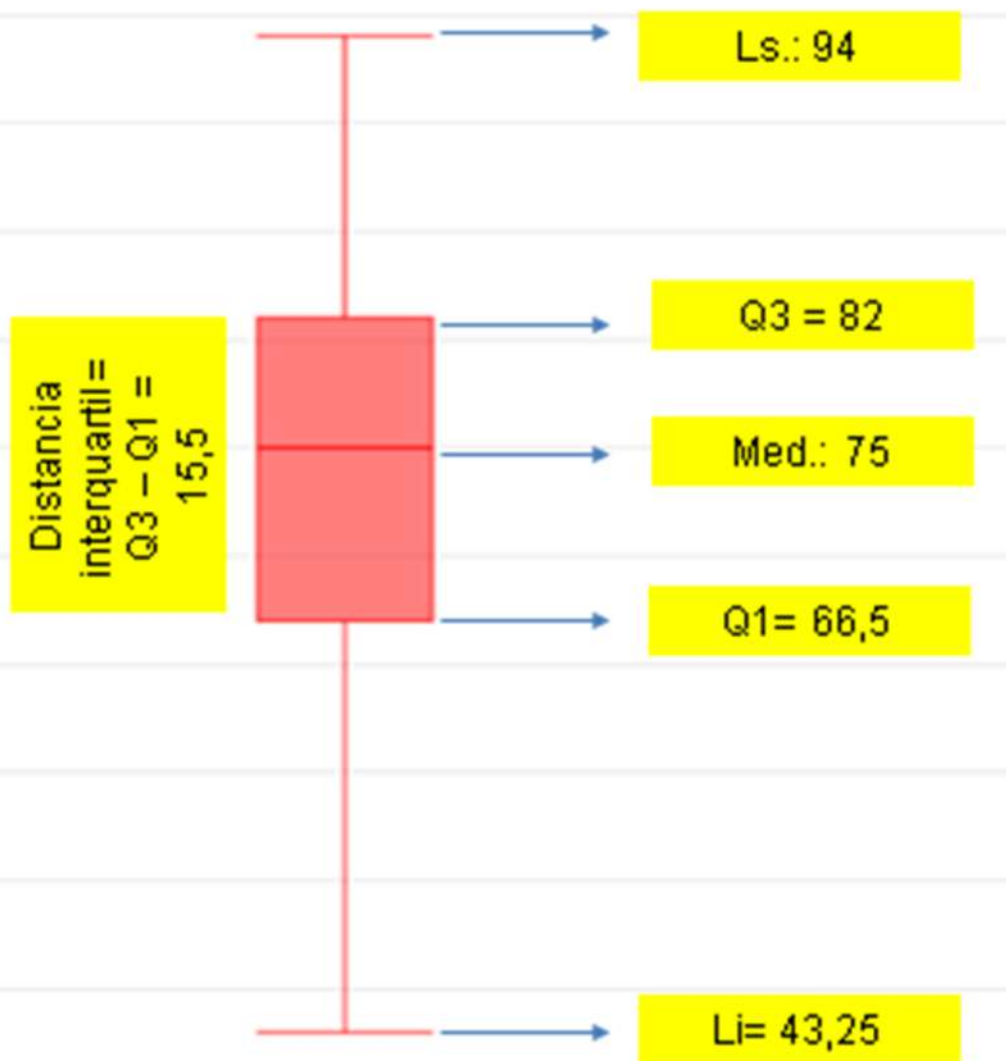 Ls.: 94
Q3 = 82
Distancia
interquartil=
Q3 – Q1 =
15,5
Med.: 75
Q1= 66,5
Li= 43,25